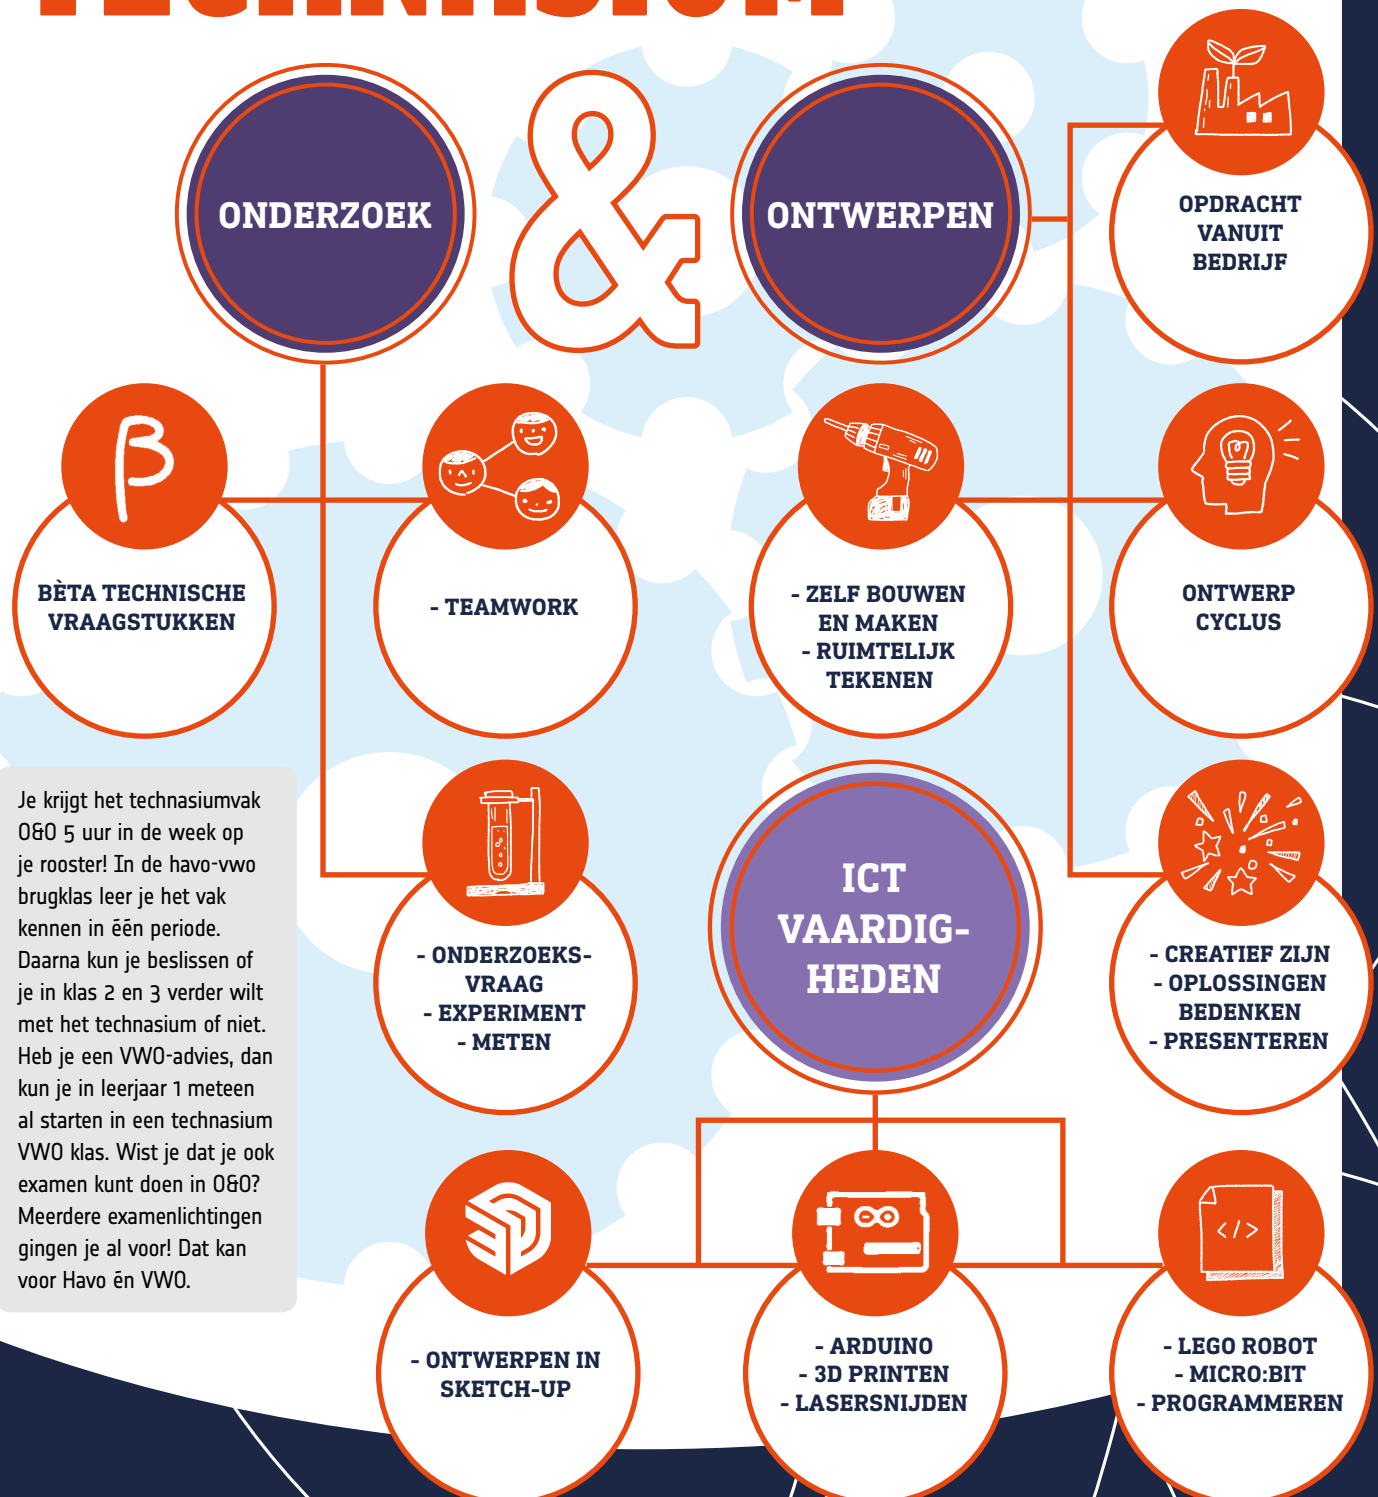 TECHNASIUM
ONDERZOEK
&
ONTWERPEN
OPDRACHT
VANUIT
BEDRIJF
β
BÈTA TECHNISCHE
VRAAGSTUKKEN
- TEAMWORK
- ZELF BOUWEN
EN MAKEN
- RUIMTELIJK
TEKENEN
ONTWERP
CYCLUS
Je krijgt het technasiumvak
O&O 5 uur in de week op
je rooster! In de havo-vwo
brugklas leer je het vak
kennen in één periode.
Daarna kun je beslissen of
je in klas 2 en 3 verder wilt
met het technasium of niet.
Heb je een VWO-advies, dan
kun je in leerjaar 1 meteen
al starten in een technasium
VWO klas. Wist je dat je ook
examen kunt doen in O&O?
Meerdere examenlichtingen
gingen je al voor! Dat kan
voor Havo én VWO.
- ONDERZOEKS-
VRAAG
- EXPERIMENT
- METEN
ICT
VAARDIG-
HEDEN
- CREATIEF ZIJN
- OPLOSSINGEN
BEDENKEN
- PRESENTEREN
- ONTWERPEN IN
SKETCH-UP
- ARDUINO
- 3D PRINTEN
- LASERSNIJDEN
</>
- LEGO ROBOT
- MICRO:BIT
- PROGRAMMEREN